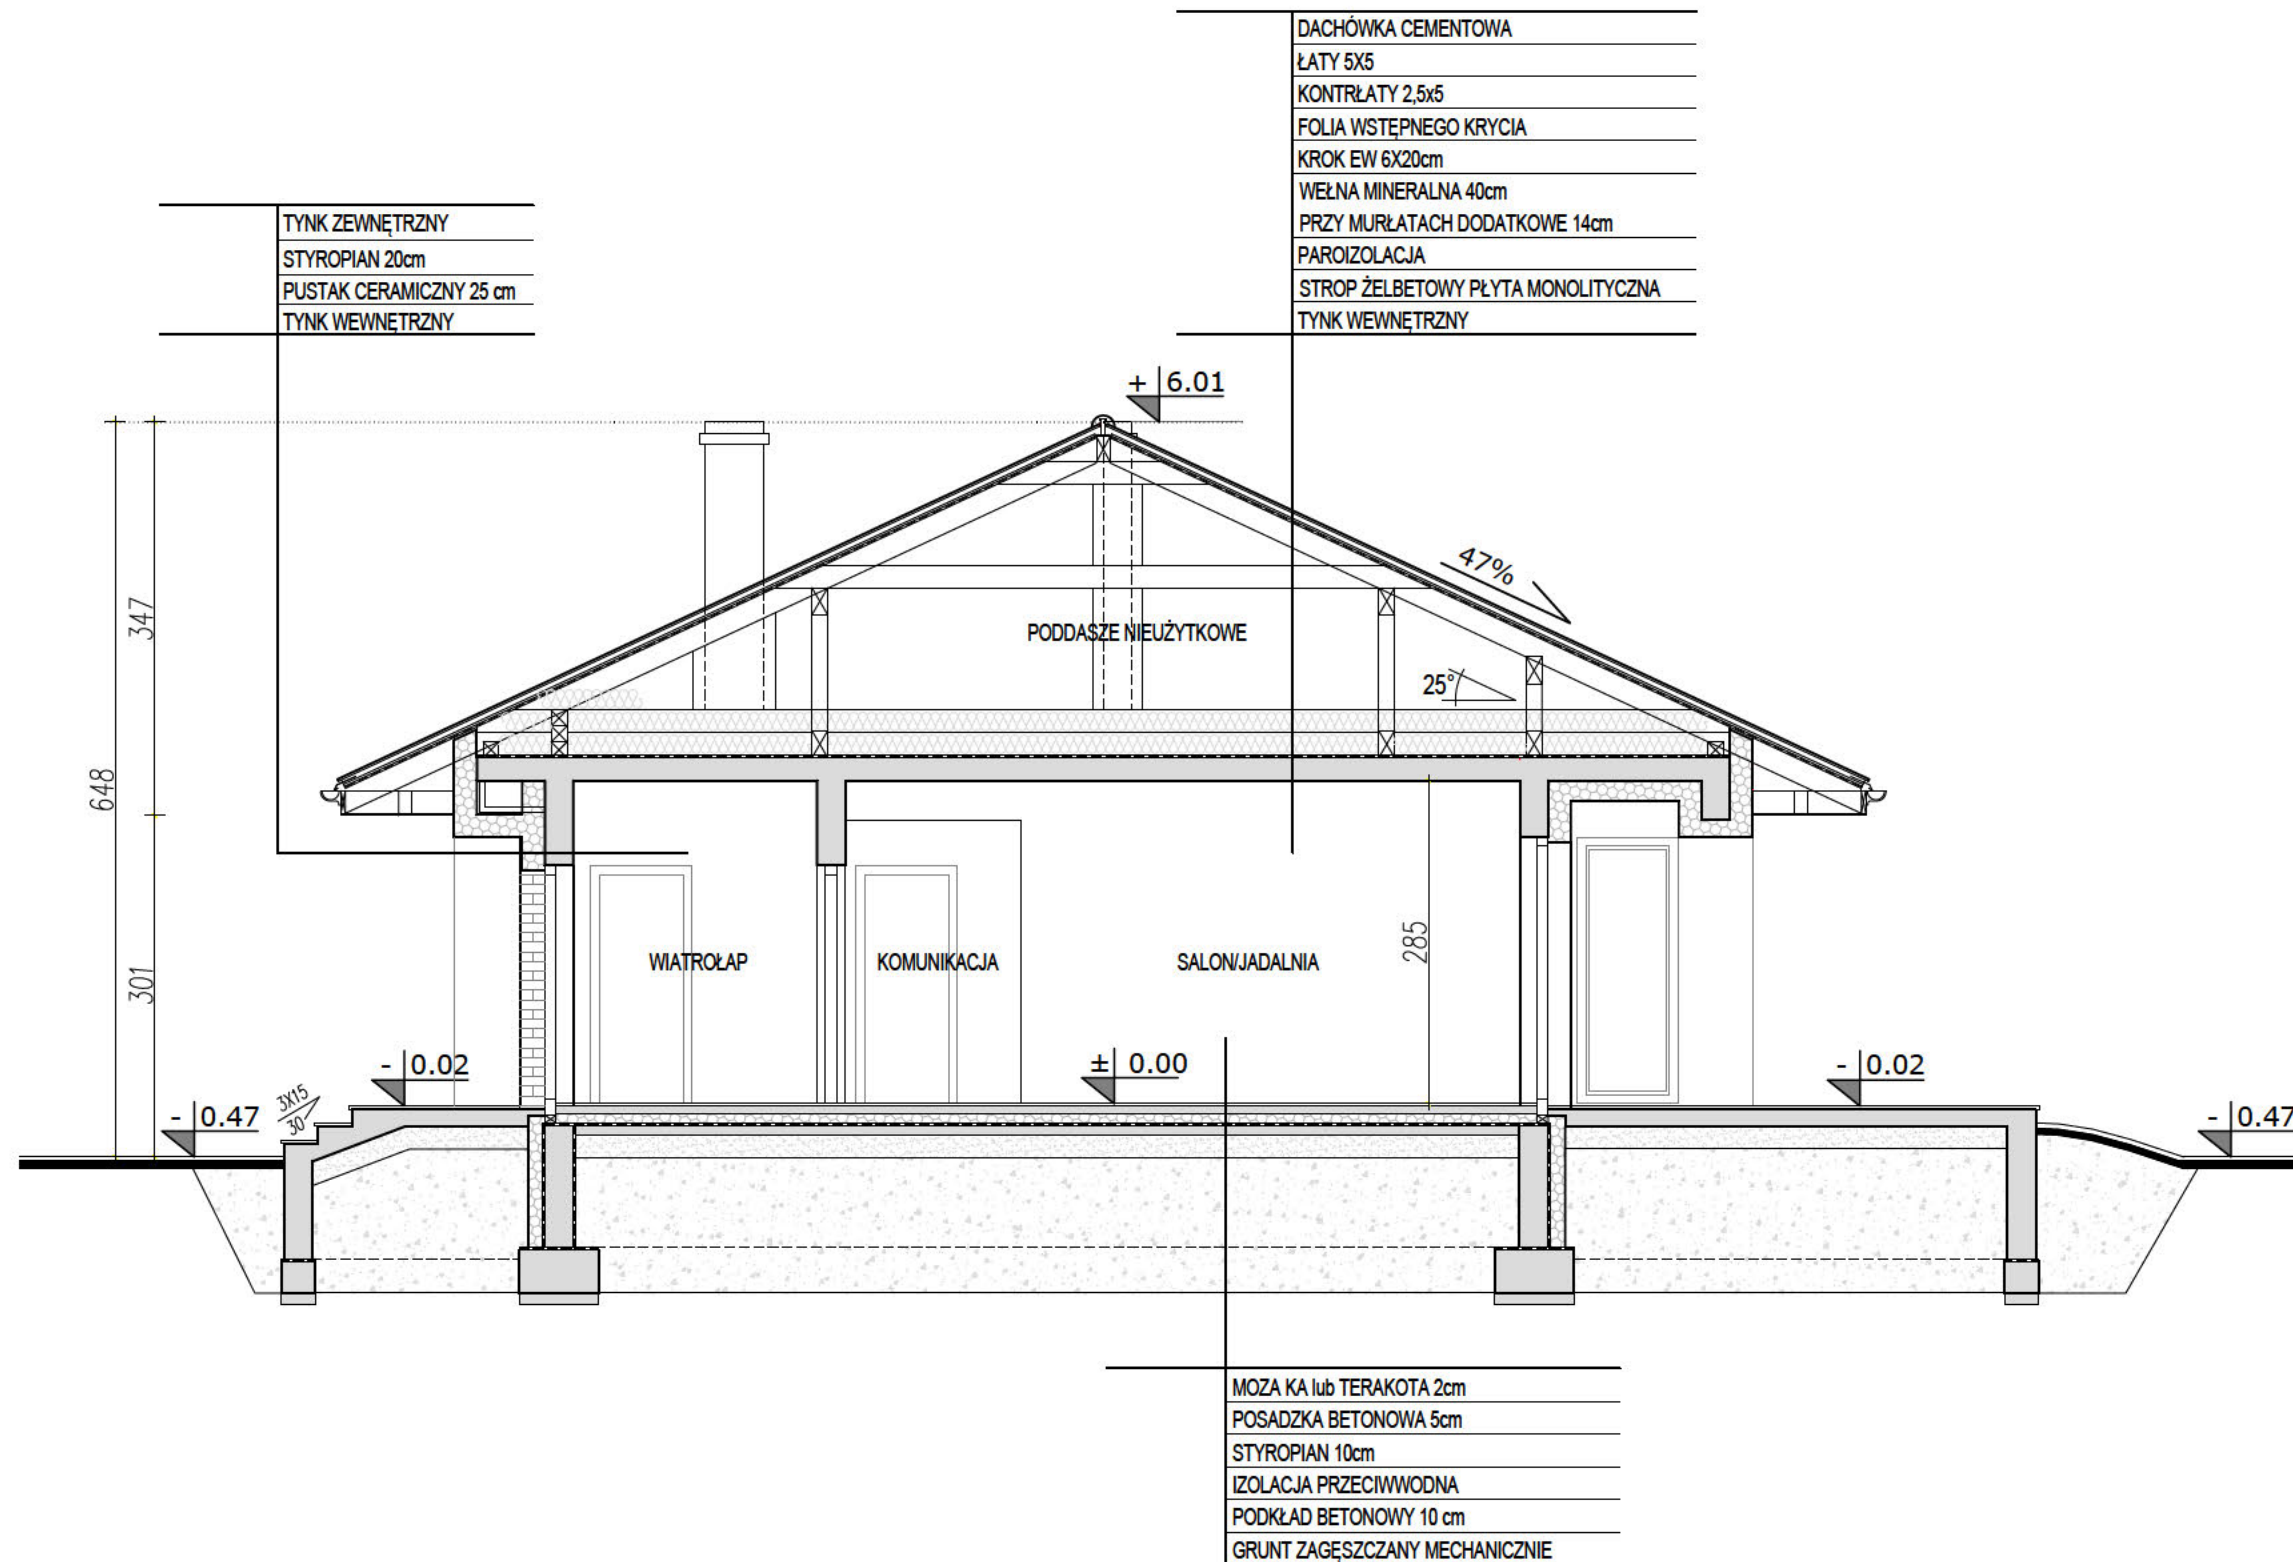 DACHÓWKA CEMENTOWA
ŁATY 5X5
KONTRŁATY 2,5x5
FOLIA WSTĘPNEGO KRYCIA
KROK EW 6X20cm
WEŁNA MINERALNA 40cm
PRZY MURŁATACH DODATKOWE 14cm
PAROIZOLACJA
STROP ŻELBETOWY PŁYTA MONOLITYCZNA
TYNK WEWNĘTRZNY
TYNK ZEWNĘTRZNY
STYROPIAN 20cm
PUSTAK CERAMICZNY 25 cm
TYNK WEWNĘTRZNY
+ 6.01
47%
347
PODDASZE NIEUŻYTKOWE
25°
648
285
WIATROŁAP
KOMUNIKACJA
SALON/JADALNIA
301
- 0.02
± 0.00
- 0.02
- 0.47
3X15
30
- 0.47
MOZA KA lub TERAKOTA 2cm
POSADZKA BETONOWA 5cm
STYROPIAN 10cm
IZOLACJA PRZECIWWODNA
PODKŁAD BETONOWY 10 cm
GRUNT ZAGĘSZCZANY MECHANICZNIE